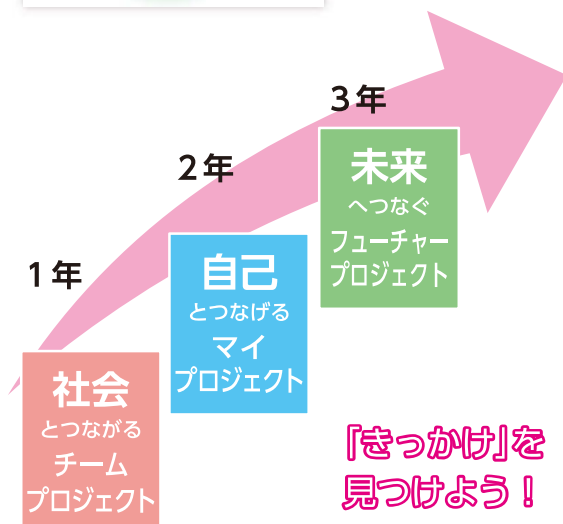 1年
社会
とつながる
チーム
プロジェクト
2年
自己
とつなげる
マイ
プロジェクト
3年
未来
へつなぐ
フューチャー
プロジェクト
「きっかけ」を
見つけよう！